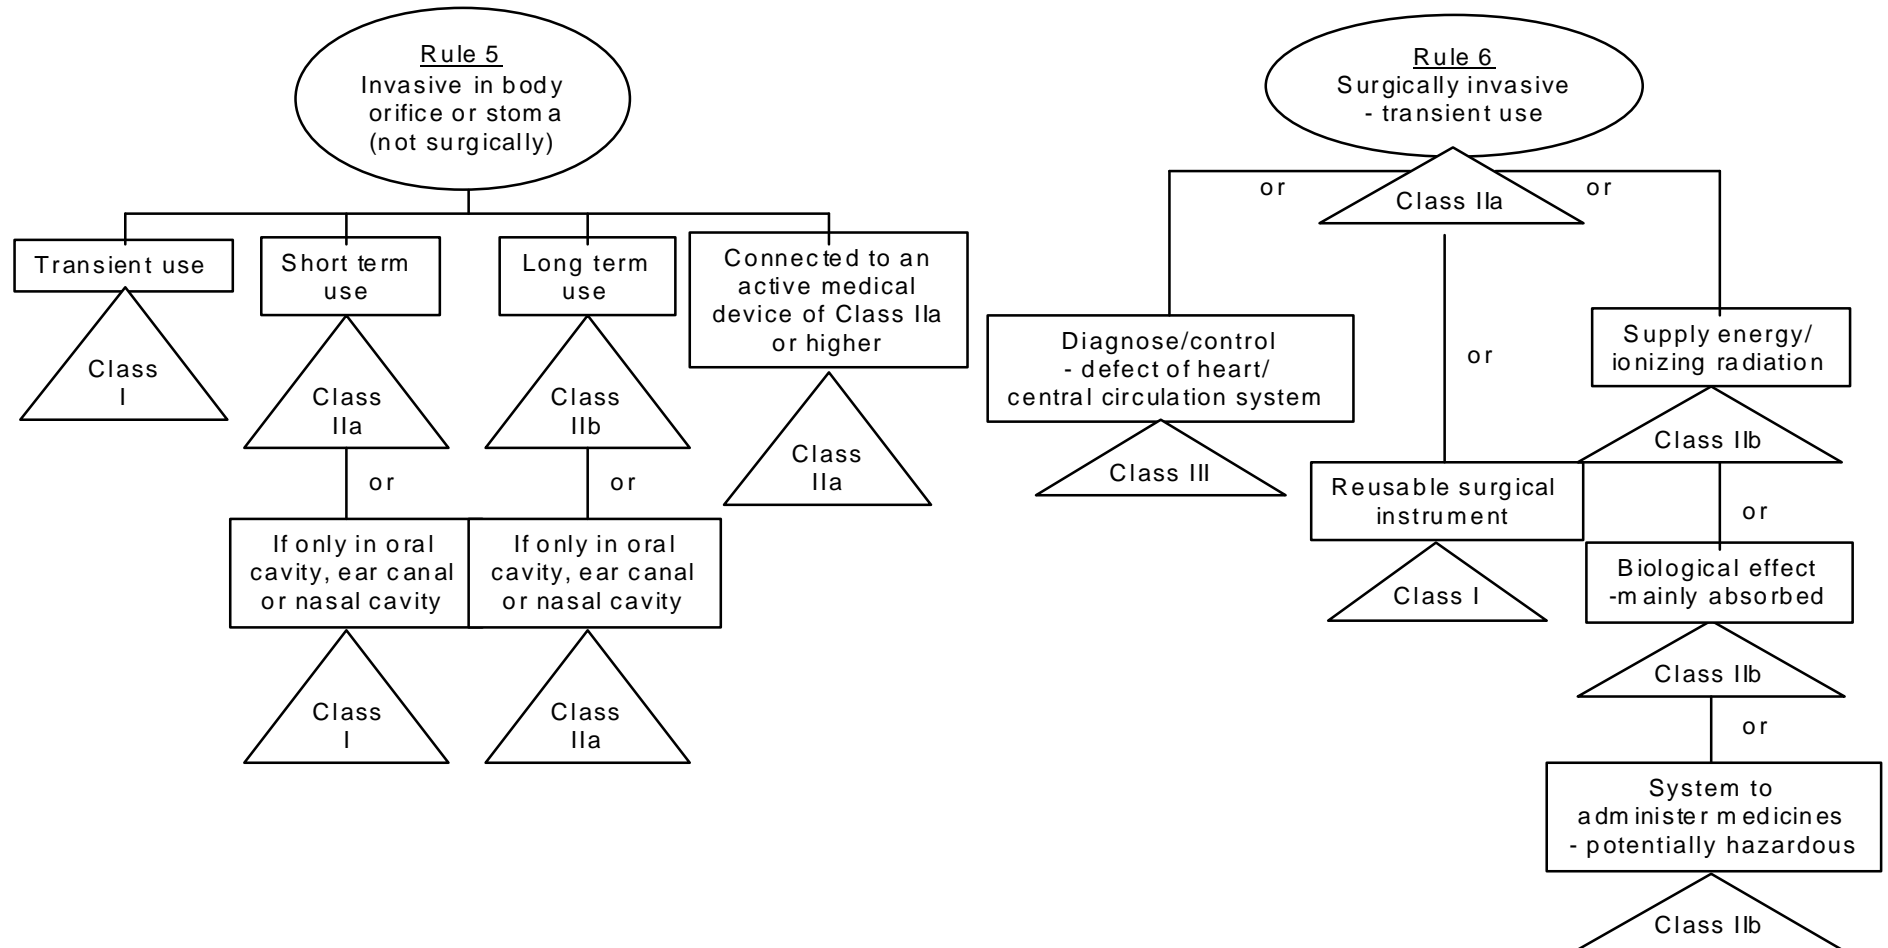 Rule 5
Invasive in body
orifice or stoma
(not surgically)
Transient use
Class
I
Short term
use
Class
IIa
or
If only in oral
cavity, ear canal
or nasal cavity
Class
I
Long term
use
Class
IIb
or
If only in oral
cavity, ear canal
or nasal cavity
Class
IIa
Connected to an
active medical
device of Class IIa
or higher
Class
IIa
Rule 6
Surgically invasive
- transient use
Class IIa
or
Diagnose/control
- defect of heart/
central circulation system
Class III
or
Reusable surgical
instrument
Class I
or
Supply energy/
ionizing radiation
Class IIb
or
Biological effect
-mainly absorbed
Class IIb
or
System to
administer medicines
- potentially hazardous
Class IIb